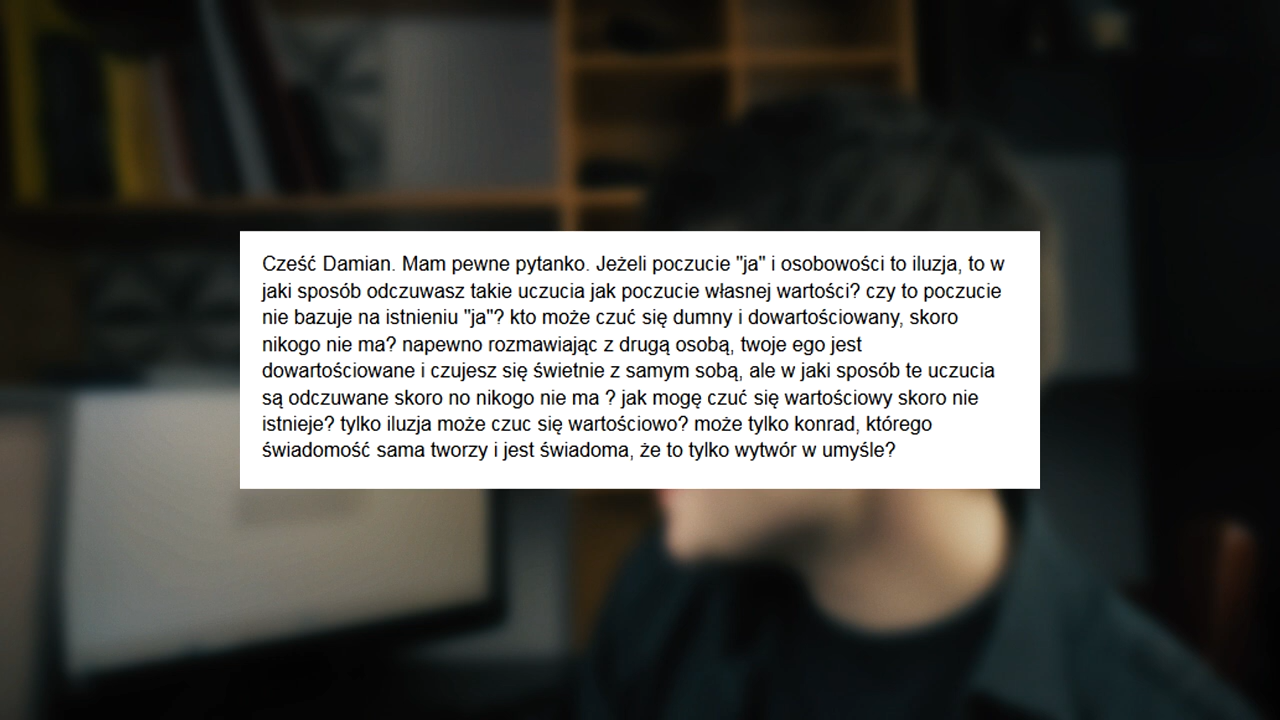 Cześć Damian. Mam pewne pytanko. Jeżeli poczucie "ja" i osobowości to iluzja, to w
jaki sposób odczuwasz takie uczucia jak poczucie własnej wartości? czy to poczucie
nie bazuje na istnieniu "ja"? kto może czuć się dumny i dowartościowany, skoro
nikogo nie ma? napewno rozmawiając z drugą osobą, twoje ego jest
dowartościowane i czujesz się świetnie z samym sobą, ale w jaki sposób te uczucia
są odczuwane skoro no nikogo nie ma ? jak mogę czuć się wartościowy skoro nie
istnieje? tylko iluzja może czuc się wartościowo? może tylko konrad, którego
świadomość sama tworzy i jest świadoma, że to tylko wytwór w umyśle?